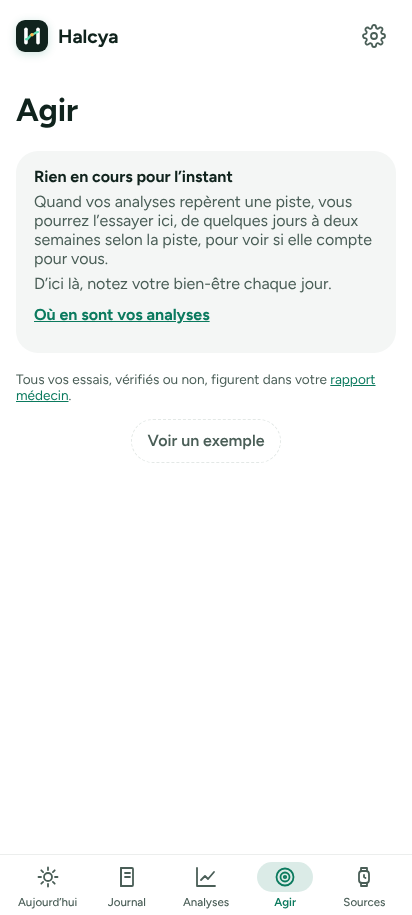 Halcya
Agir
Rien en cours pour l’instant
Quand vos analyses repèrent une piste, vous
pourrez l’essayer ici, de quelques jours à deux
semaines selon la piste, pour voir si elle compte
pour vous.
D’ici là, notez votre bien-être chaque jour.
Où en sont vos analyses
Tous vos essais, vérifiés ou non, figurent dans votre rapport
médecin.
Voir un exemple
Aujourd’hui
Journal
Analyses
Agir
Sources